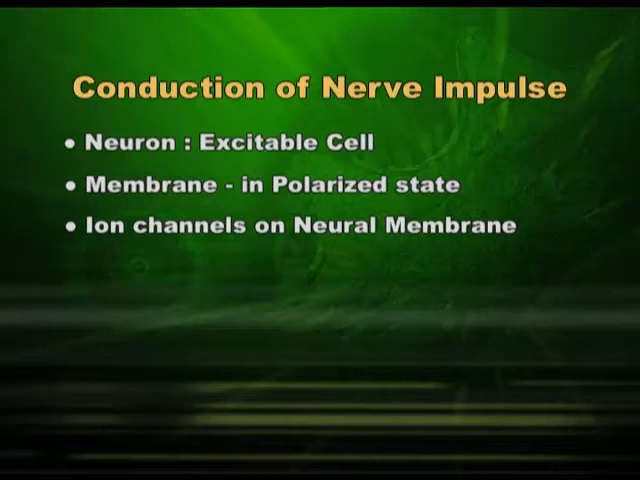 Conduction of Nerve Impulse
• Neuron : Excitable Cell
• Membrane - in Polarized state
• Ion channels on Neural Membrane